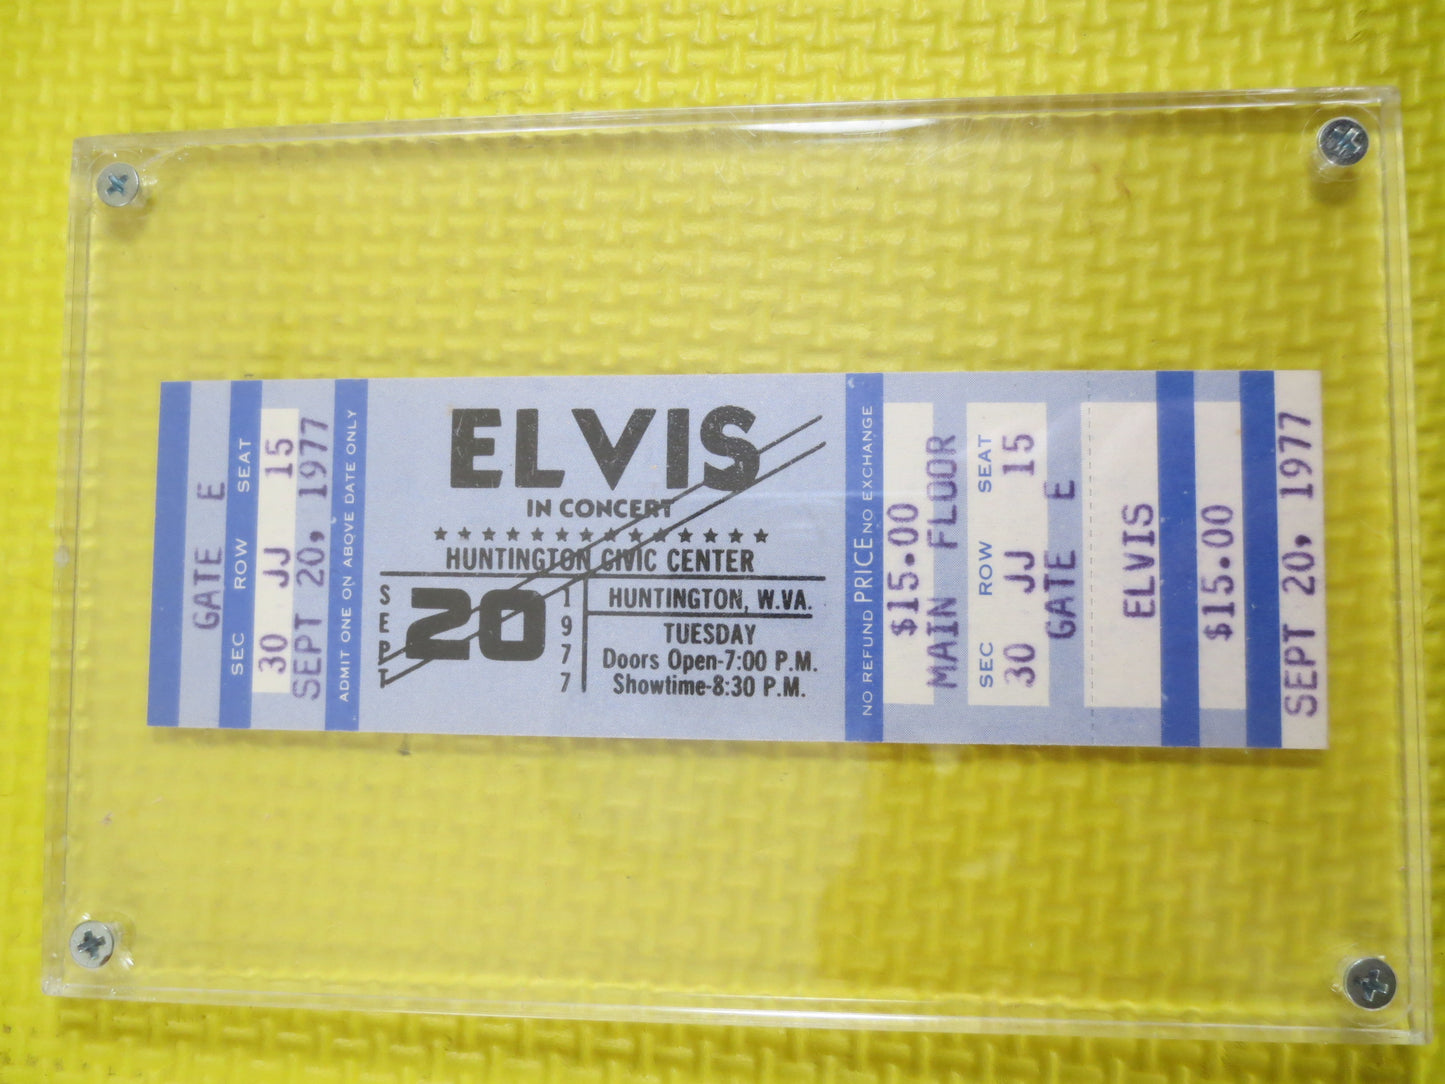 GATE E
SEC ROW SEAT
30 JJ 15
SEPT 20, 1977
ADMIT ONE ON ABOVE DATE ONLY
ELVIS
IN CONCERT
HUNTINGTON CIVIC CENTER
SEPT
20
1977
HUNTINGTON, W.VA.
TUESDAY
Doors Open-7:00 P.M.
Showtime-8:30 P.M.
NO REFUND PRICE NO EXCHANGE
$15.00
MAIN FLOOR
SEC ROW SEAT
30 JJ 15
GATE E
ELVIS
$15.00
SEPT 20, 1977